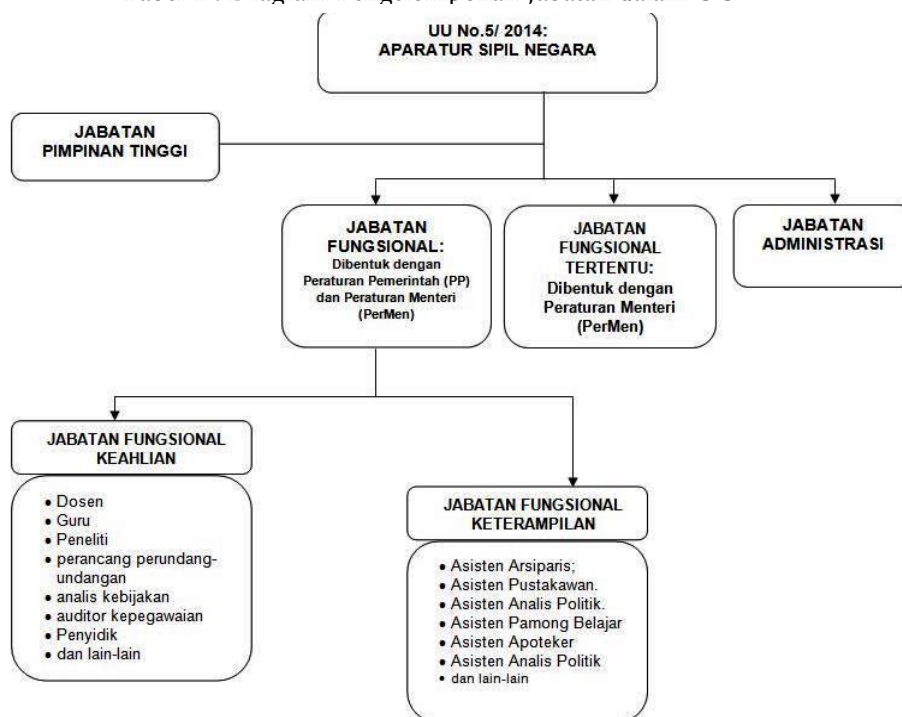 UU No.5/ 2014:
APARATUR SIPIL NEGARA
JABATAN
PIMPINAN TINGGI
JABATAN
FUNGSIONAL:
Dibentuk dengan
Peraturan Pemerintah (PP)
dan Peraturan Menteri
(PerMen)
JABATAN
FUNGSIONAL
TERTENTU:
Dibentuk dengan
Peraturan Menteri
(PerMen)
JABATAN
ADMINISTRASI
JABATAN FUNGSIONAL
KEAHLIAN
• Dosen
• Guru
• Peneliti
• perancang perundang-
undangan
• analis kebijakan
• auditor kepegawaian
• Penyidik
• dan lain-lain
JABATAN FUNGSIONAL
KETERAMPILAN
• Asisten Arsiparis;
• Asisten Pustakawan.
• Asisten Analis Politik.
• Asisten Pamong Belajar
• Asisten Apoteker
• Asisten Analis Politik
• dan lain-lain